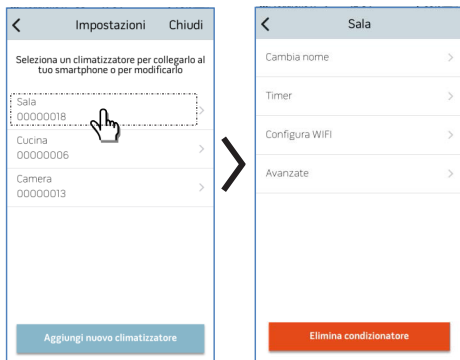 Impostazioni Chiudi
Seleziona un climatizzatore per collegarlo al
tuo smartphone o per modificarlo
Sala
00000018
Cucina
00000006
Camera
00000013
Aggiungi nuovo climatizzatore
Sala
Cambia nome
Timer
Configura WIFI
Avanzate
Elimina condizionatore